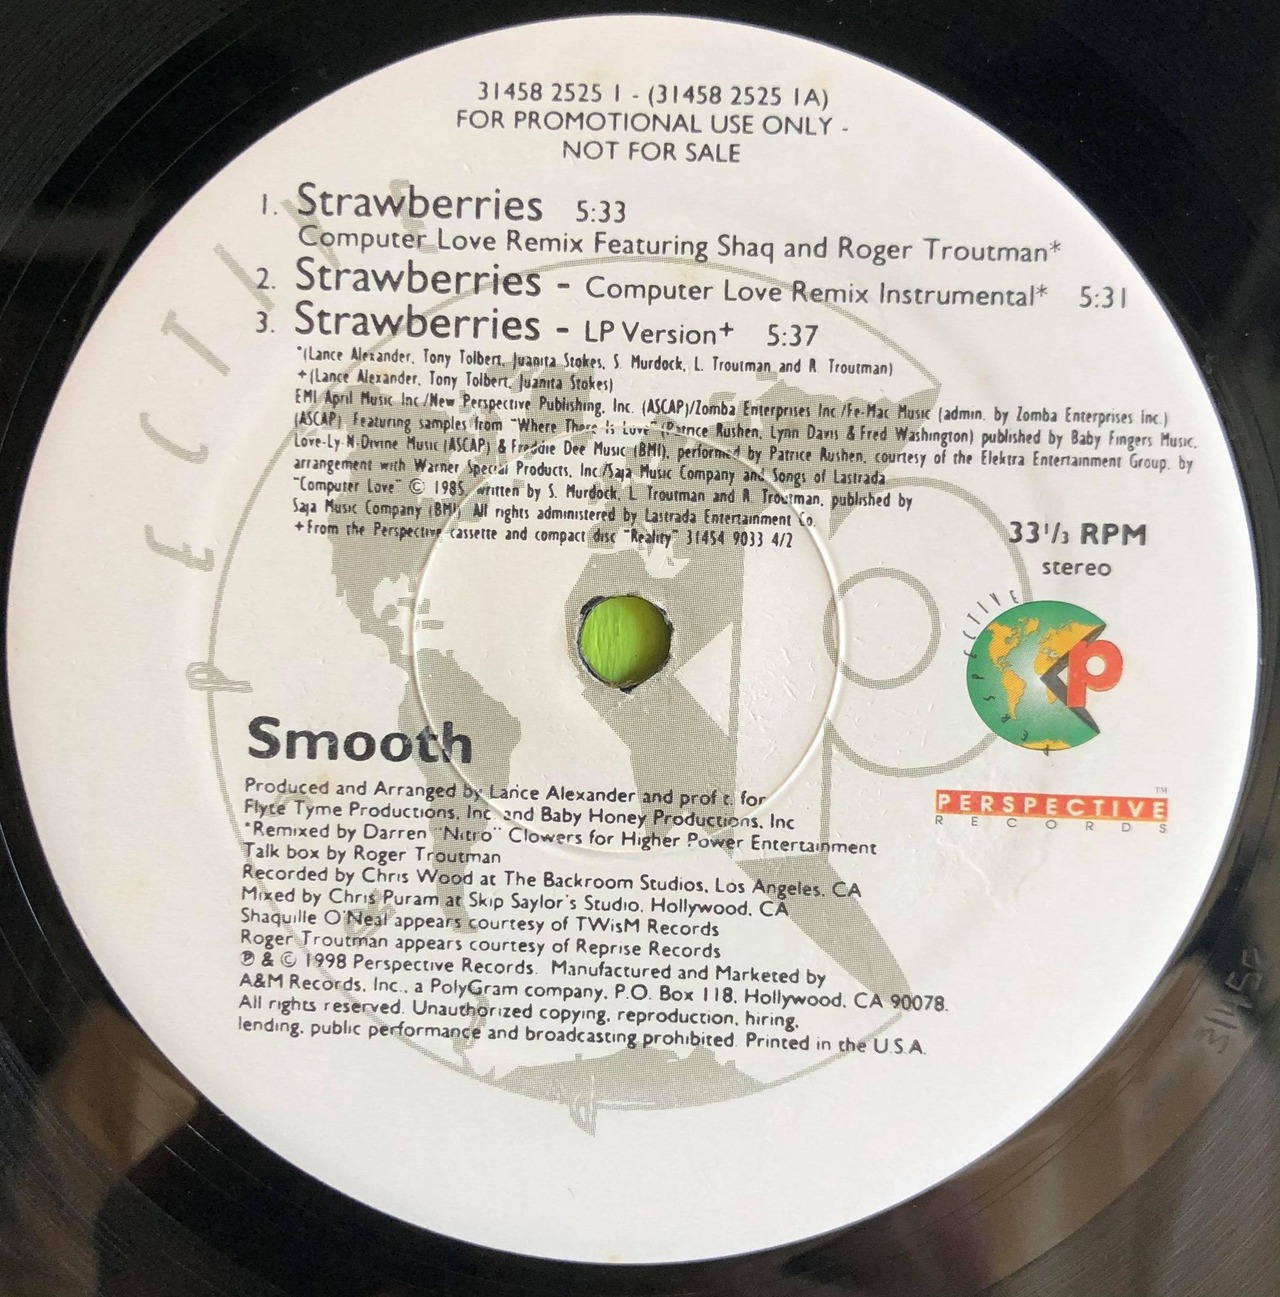 31458 2525 1 - (31458 2525 1A)
FOR PROMOTIONAL USE ONLY -
NOT FOR SALE
1. Strawberries 5:33
Computer Love Remix Featuring Shaq and Roger Troutman*
2. Strawberries - Computer Love Remix Instrumental* 5:31
3. Strawberries - LP Version+ 5:37
*(Lance Alexander, Tony Tolbert, Juanita Stokes, S. Murdock, L. Troutman and R. Troutman)
+(Lance Alexander, Tony Tolbert, Juanita Stokes)
EMI April Music Inc./New Perspective Publishing, Inc. (ASCAP)/Zomba Enterprises Inc./Fe-Mac Music (admin. by Zomba Enterprises Inc.)
(ASCAP). Featuring samples from "Where There Is Love" (Patrice Rushen, Lynn Davis & Fred Washington) published by Baby Fingers Music,
Love-Ly-N-Divine Music (ASCAP) & Freddie Dee Music (BMI), performed by Patrice Rushen, courtesy of the Elektra Entertainment Group, by
arrangement with Warner Special Products, Inc./Saja Music Company and Songs of Lastrada
"Computer Love" © 1985 written by S. Murdock, L. Troutman and R. Troutman, published by
Saja Music Company (BMI). All rights administered by Lastrada Entertainment Co.
+From the Perspective cassette and compact disc "Reality" 31454 9033 4/2
33 1/3 RPM
stereo
PERSPECTIVE
PERSPECTIVE
p
PERSPECTIVE™
RECORDS
Smooth
Produced and Arranged by Lance Alexander and prof t. for
Flyte Tyme Productions, Inc. and Baby Honey Productions, Inc
*Remixed by Darren "Nitro" Clowers for Higher Power Entertainment
Talk box by Roger Troutman
Recorded by Chris Wood at The Backroom Studios, Los Angeles, CA
Mixed by Chris Puram at Skip Saylor's Studio, Hollywood, CA
Shaquille O'Neal appears courtesy of TWisM Records
Roger Troutman appears courtesy of Reprise Records
℗ & © 1998 Perspective Records. Manufactured and Marketed by
A&M Records, Inc., a PolyGram company, P.O. Box 118, Hollywood, CA 90078.
All rights reserved. Unauthorized copying, reproduction, hiring,
lending, public performance and broadcasting prohibited. Printed in the U.S.A.